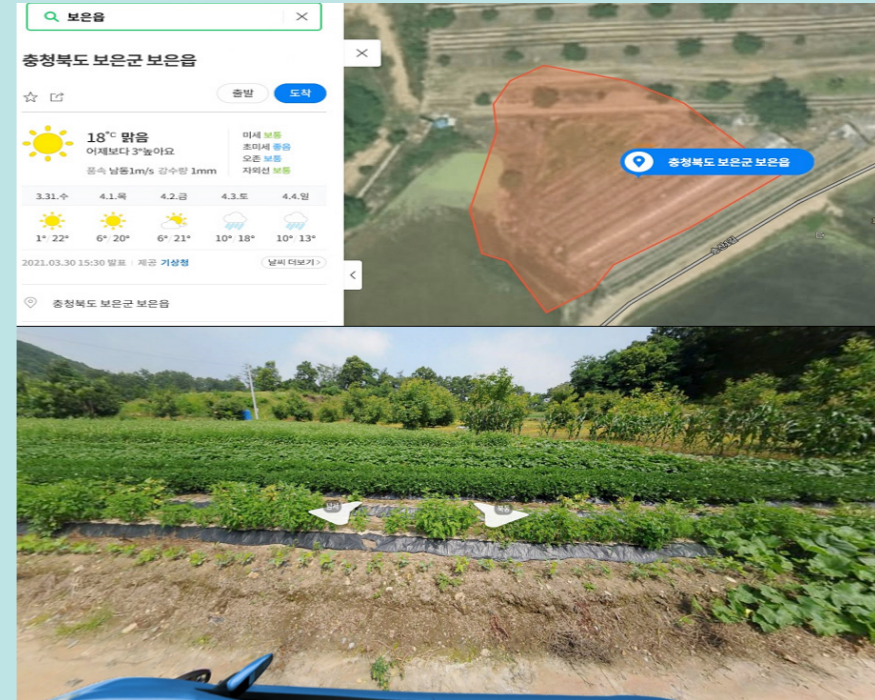 보은읍
충청북도 보은군 보은읍
출발
도착
18°C 맑음
어제보다 3°높아요
풍속 남동1m/s 강수량 1mm
미세 보통
초미세 좋음
오존 보통
자외선 보통
3.31.수 4.1.목 4.2.금 4.3.토 4.4.일
1° 22° 6° 20° 6° 21° 10° 18° 10° 13°
2021.03.30 15:30 발표 제공 기상청
날씨 더보기>
충청북도 보은군 보은읍
충청북도 보은군 보은읍
북동